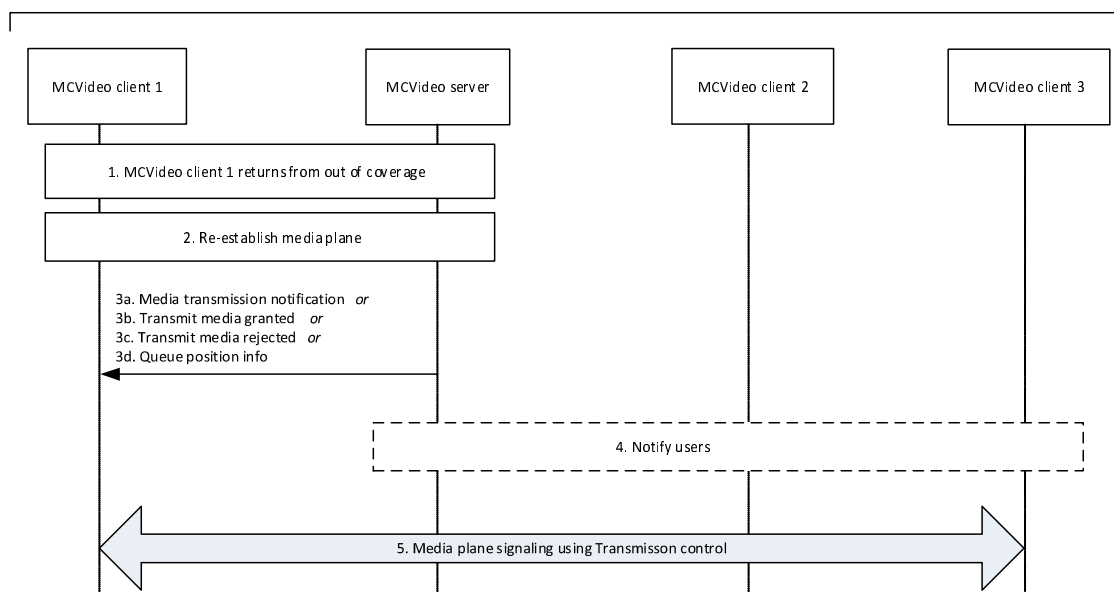 MCVideo client 1
MCVideo server
MCVideo client 2
MCVideo client 3
1. MCVideo client 1 returns from out of coverage
2. Re-establish media plane
3a. Media transmission notification or
3b. Transmit media granted or
3c. Transmit media rejected or
3d. Queue position info
4. Notify users
5. Media plane signaling using Transmisson control